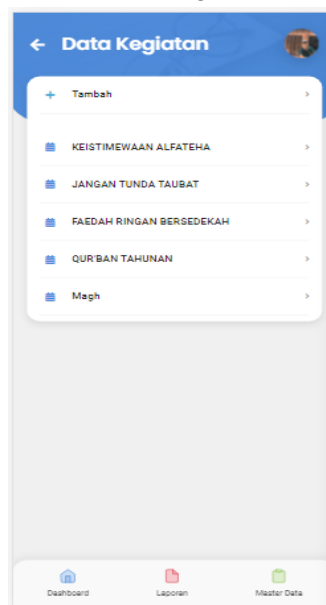 Data Kegiatan
Tambah
KEISTIMEWAAN ALFATEHA
JANGAN TUNDA TAUBAT
FAEDAH RINGAN BERSEDEKAH
QUR'BAN TAHUNAN
Magh
Dashboard Laporan Master Data